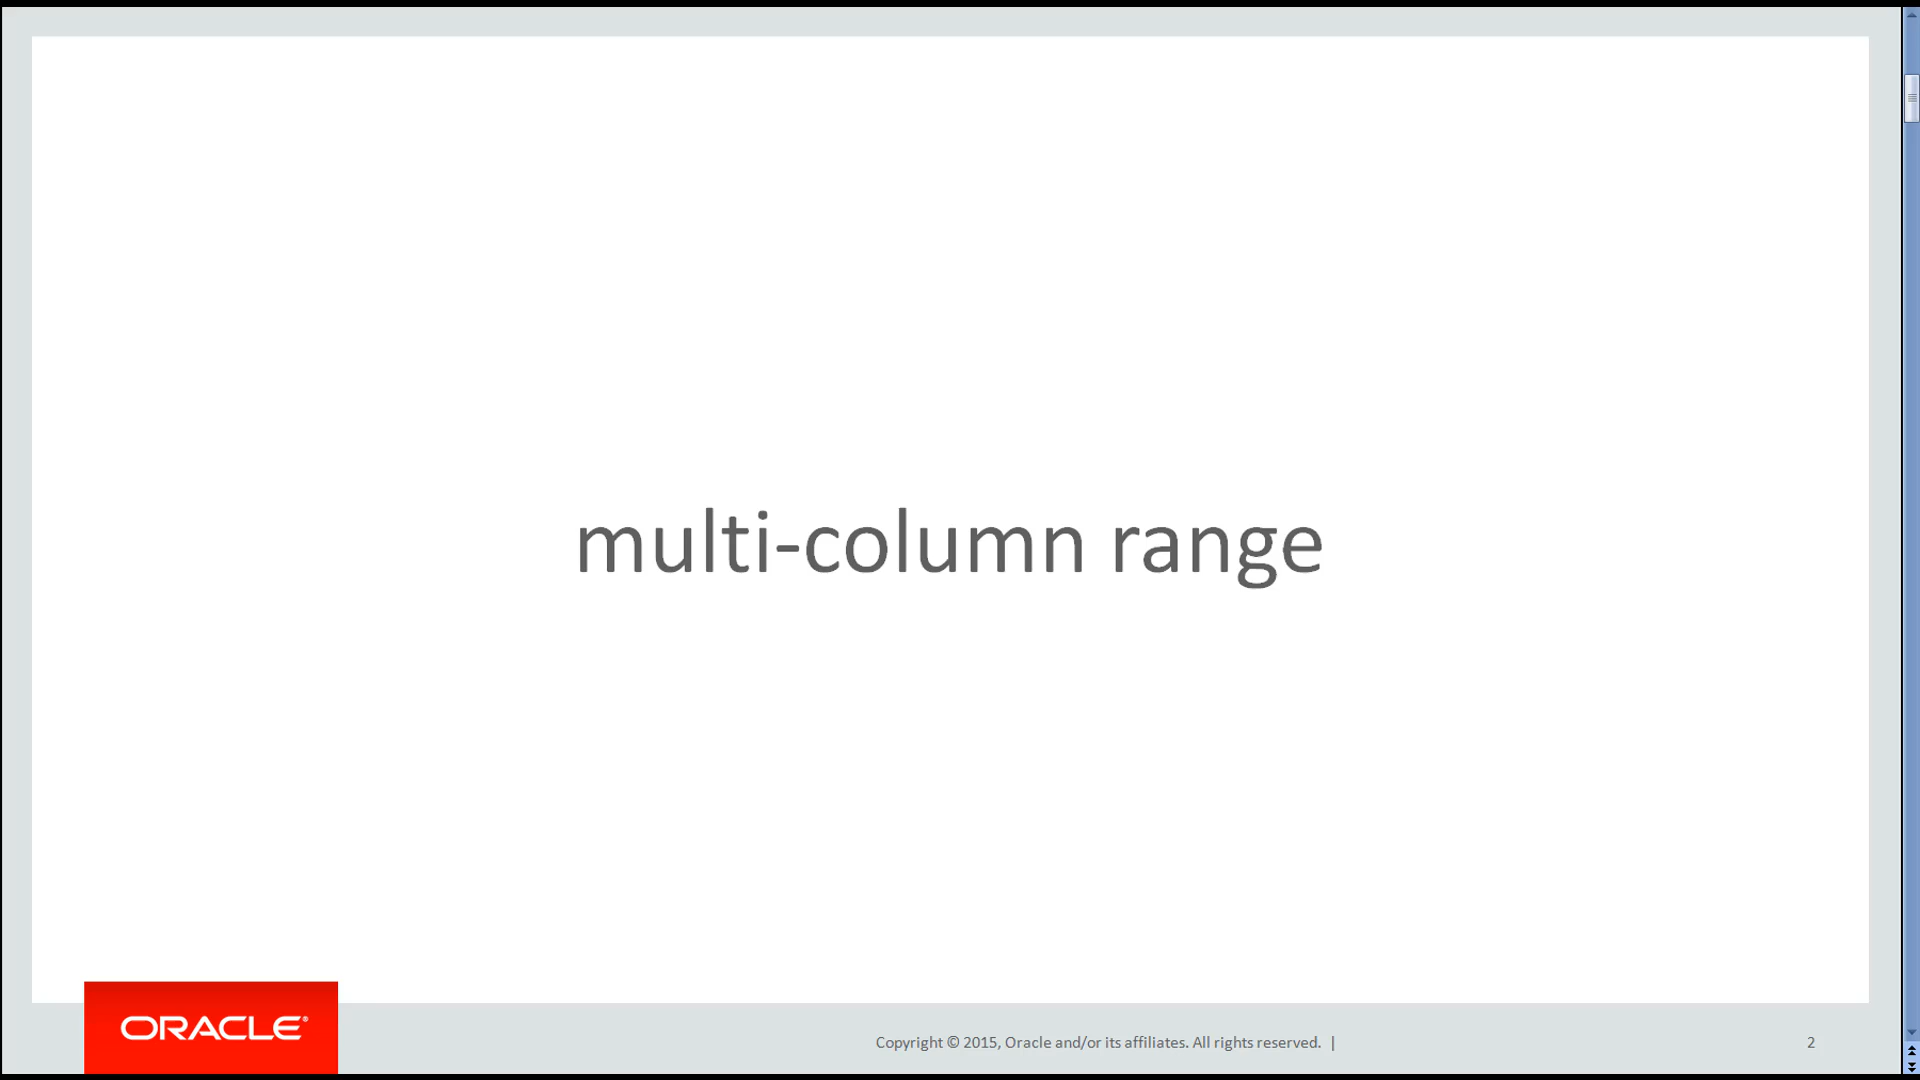 multi-column range
ORACLE®
Copyright © 2015, Oracle and/or its affiliates. All rights reserved. |
2